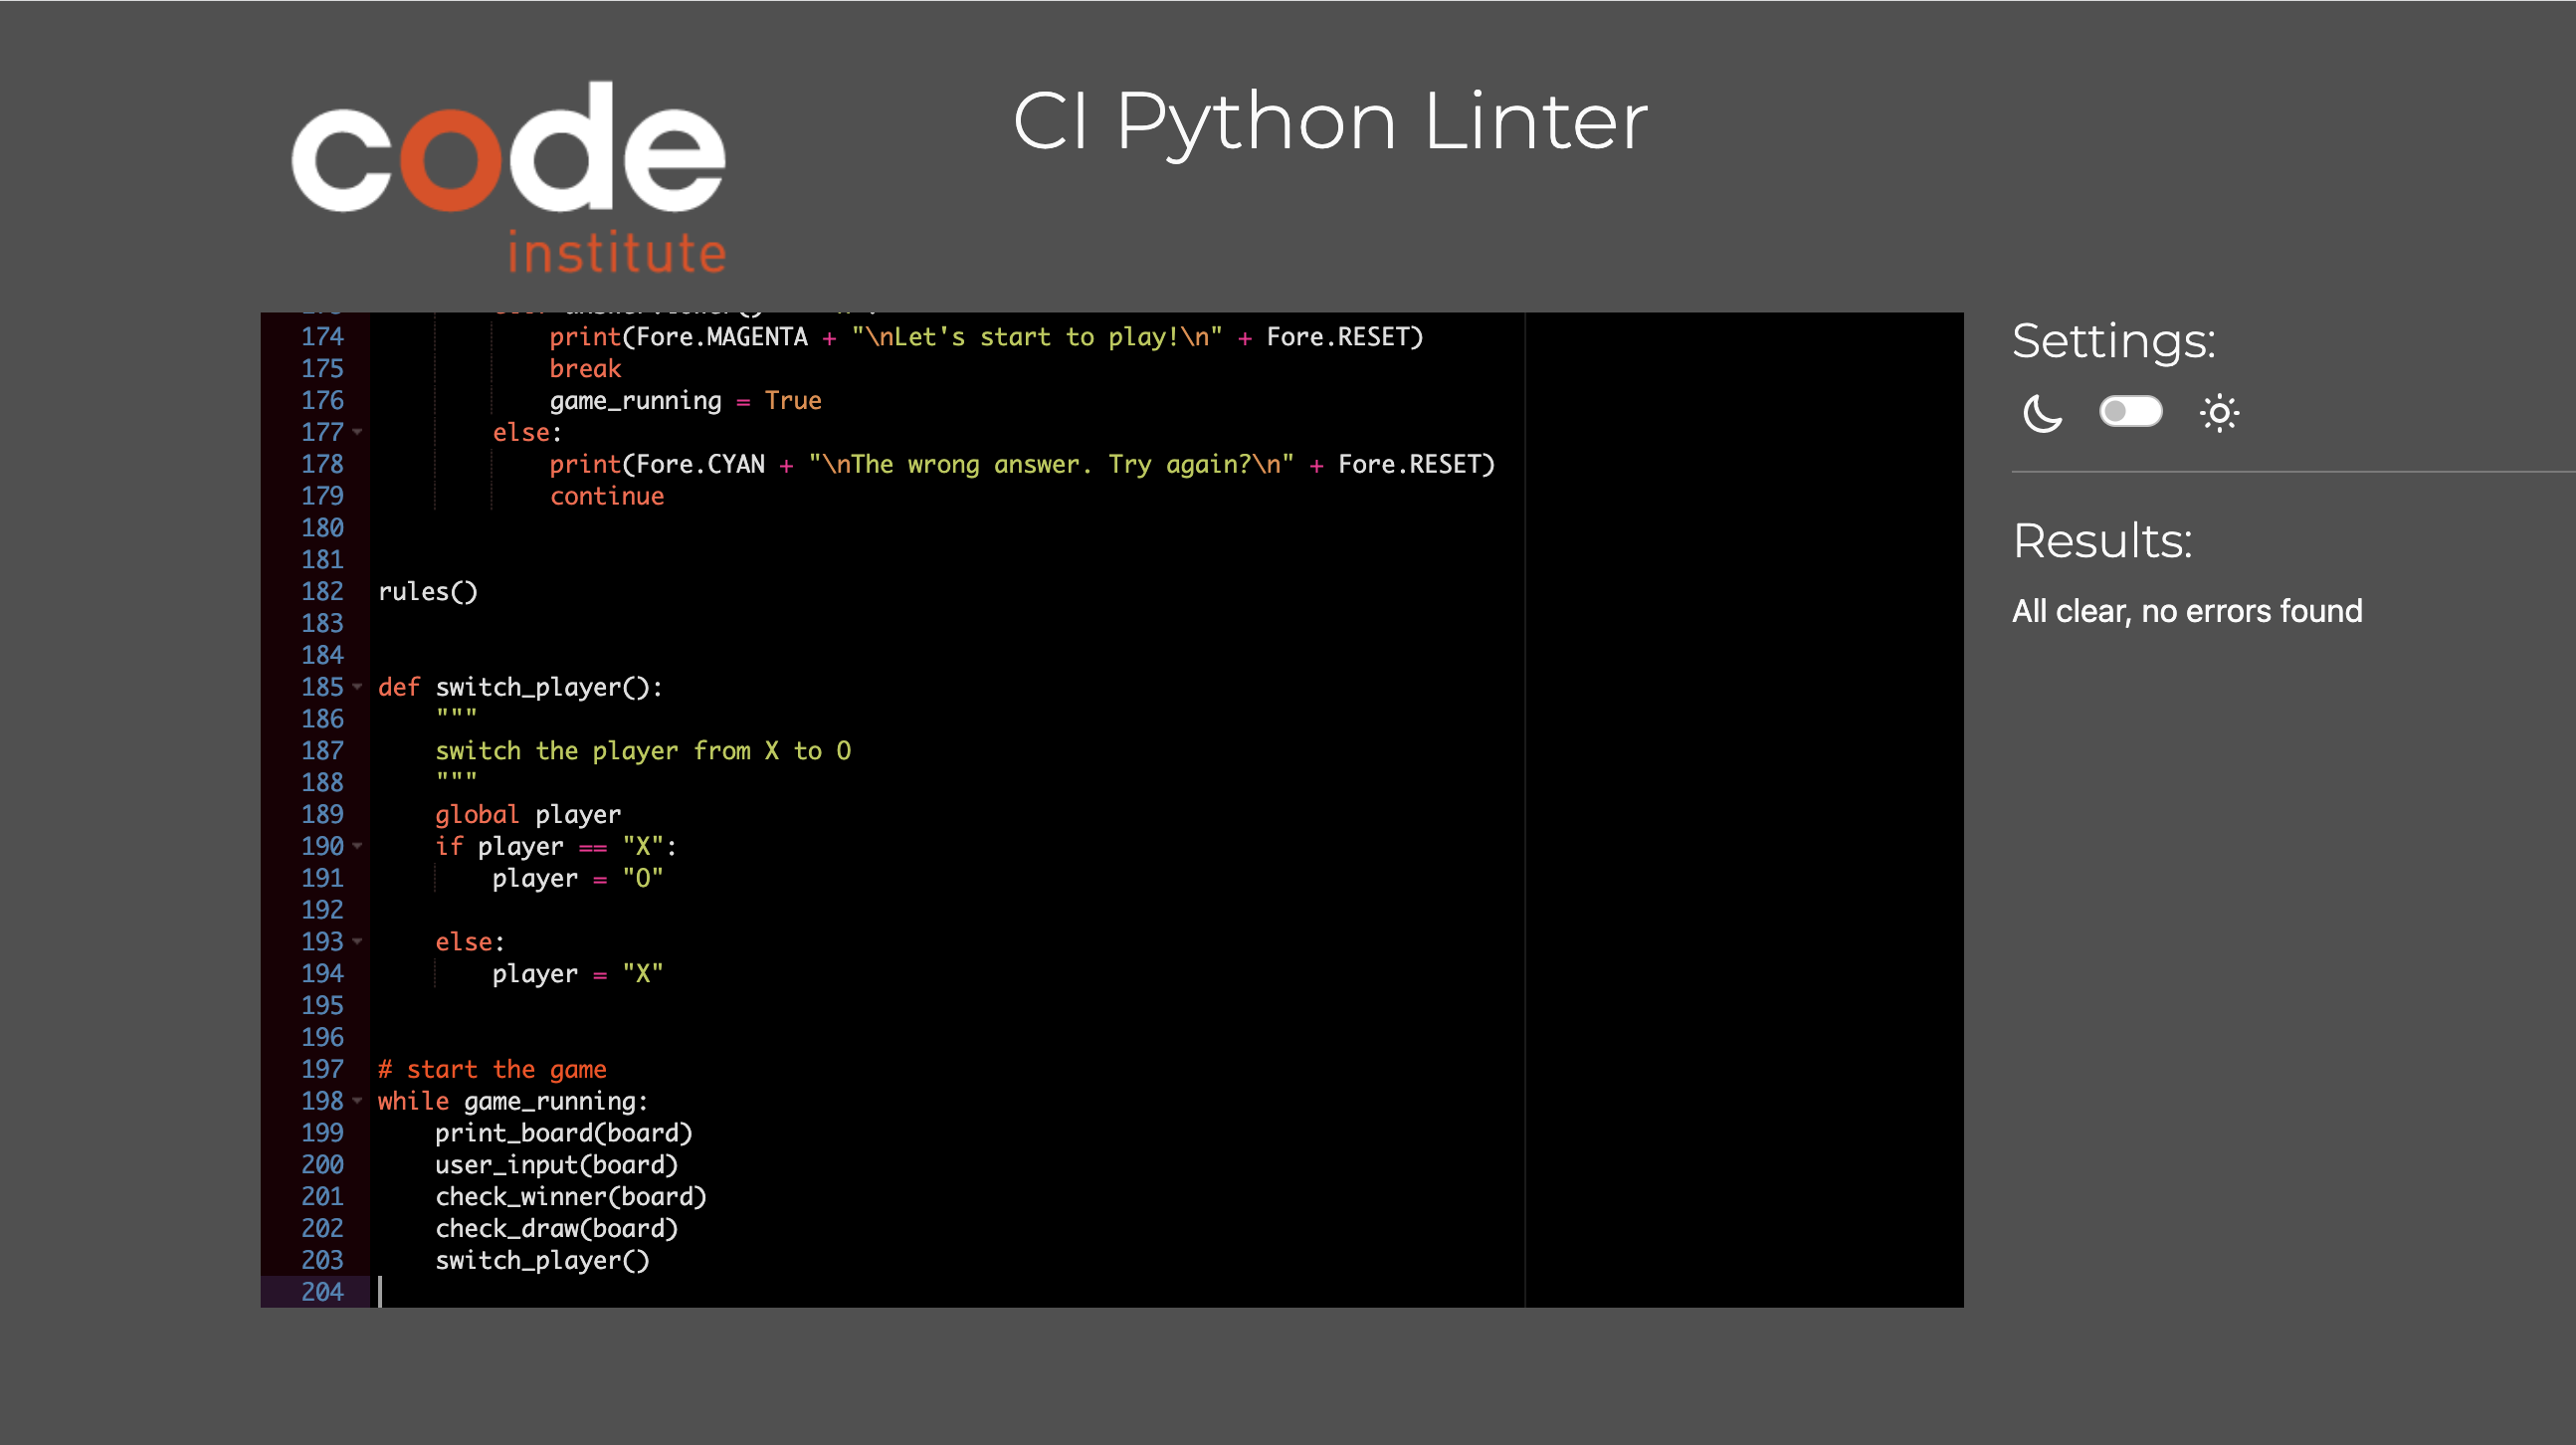 code
institute
CI Python Linter
174 print(Fore.MAGENTA + "\nLet's start to play!\n" + Fore.RESET)
175 break
176 game_running = True
177 else:
178 print(Fore.CYAN + "\nThe wrong answer. Try again?\n" + Fore.RESET)
179 continue
180
181
182 rules()
183
184
185 def switch_player():
186 """
187 switch the player from X to O
188 """
189 global player
190 if player == "X":
191 player = "O"
192
193 else:
194 player = "X"
195
196
197 # start the game
198 while game_running:
199 print_board(board)
200 user_input(board)
201 check_winner(board)
202 check_draw(board)
203 switch_player()
204
Settings:
Results:
All clear, no errors found